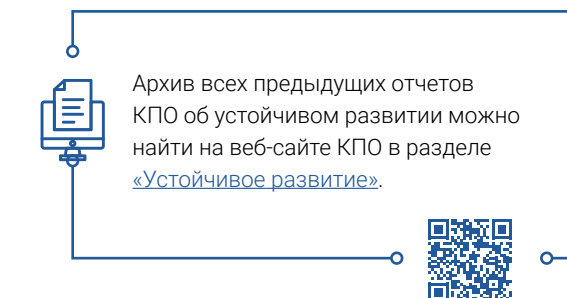 Архив всех предыдущих отчетов
КПО об устойчивом развитии можно
найти на веб-сайте КПО в разделе
«Устойчивое развитие».